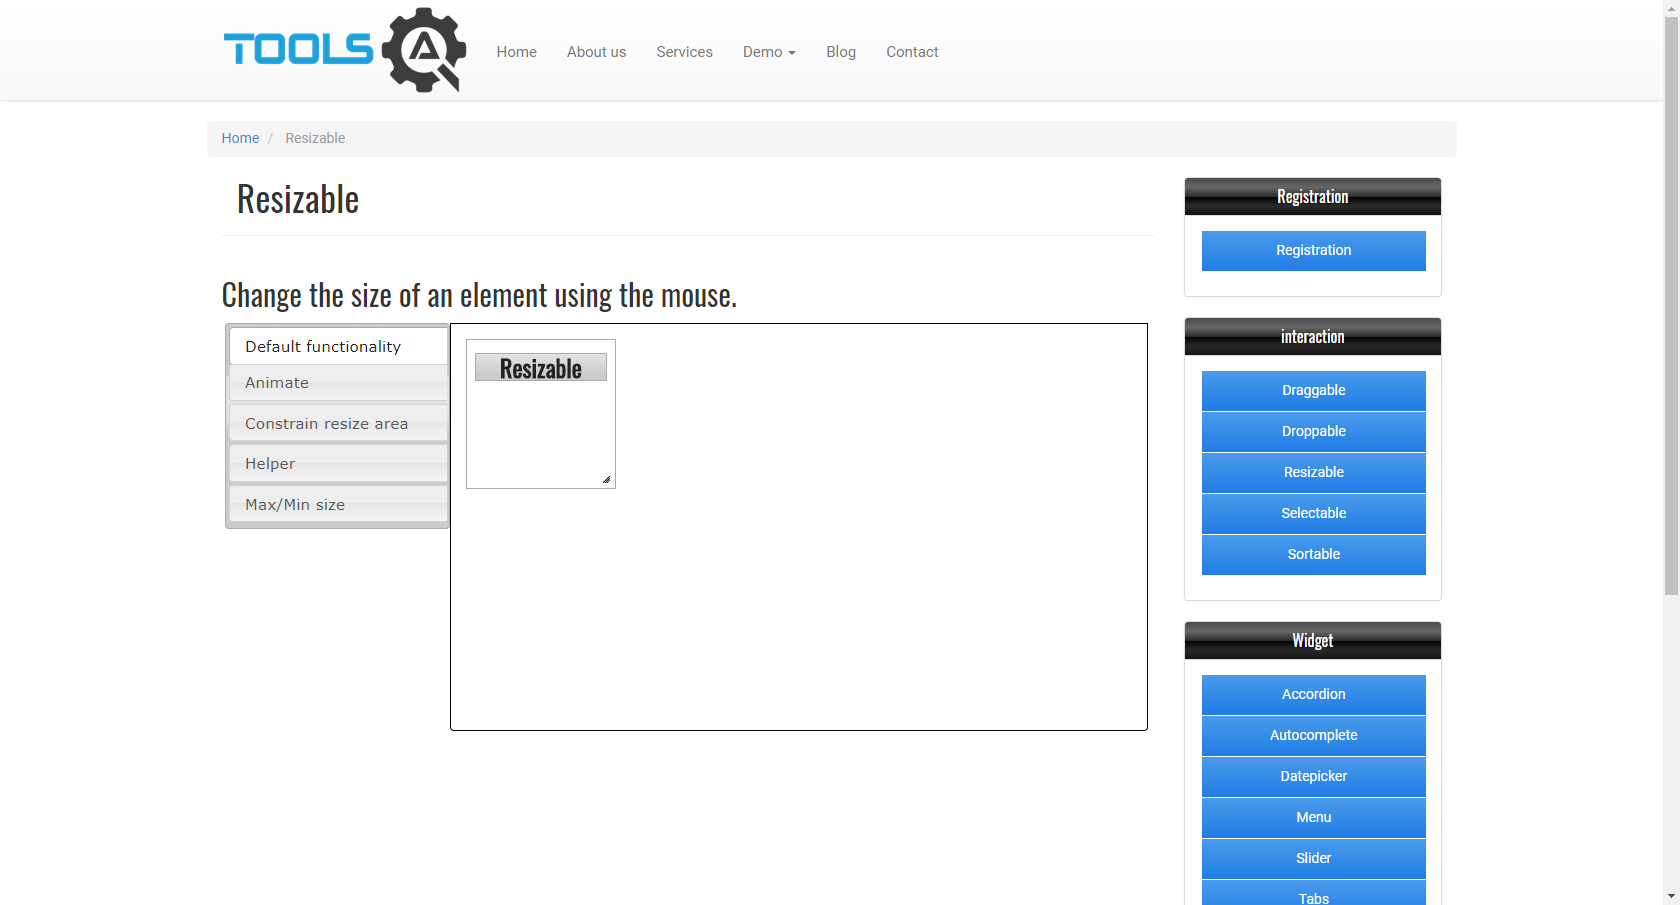 TOOLS QA
Home About us Services Demo Blog Contact
Home / Resizable
Resizable
Change the size of an element using the mouse.
Default functionality
Animate
Constrain resize area
Helper
Max/Min size
Resizable
Registration
Registration
interaction
Draggable
Droppable
Resizable
Selectable
Sortable
Widget
Accordion
Autocomplete
Datepicker
Menu
Slider
Tabs